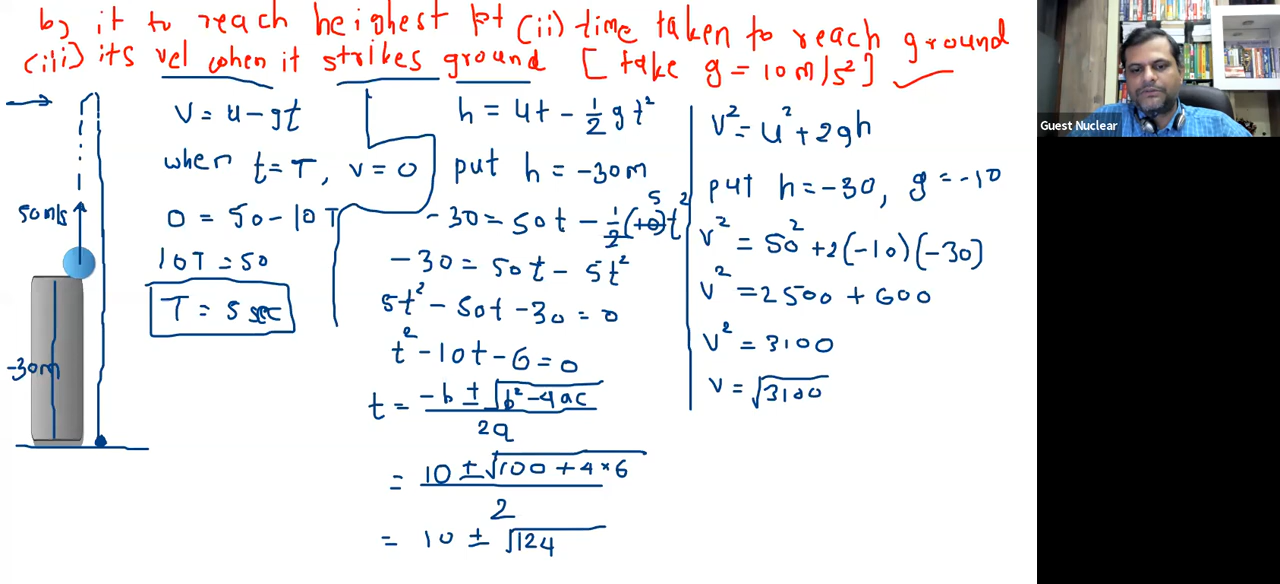 b) it to reach highest pt (ii) time taken to reach ground
(iii) its vel when it strikes ground [take g = 10 m/s²]
Guest Nuclear
50 m/s
-30m
v = u - gt
when t = T, v = 0
0 = 50 - 10T
10T = 50
T = 5 sec
h = ut - 1/2 gt²
put h = -30m
-30 = 50t - 1/2 (+10) 5 t²
-30 = 50t - 5t²
5t² - 50t - 30 = 0
t² - 10t - 6 = 0
t = -b ± √b² - 4ac / 2a
= 10 ± √100 + 4 × 6 / 2
= 10 ± √124
v² = u² + 2gh
put h = -30, g = -10
v² = 50² + 2(-10)(-30)
v² = 2500 + 600
v² = 3100
v = √3100